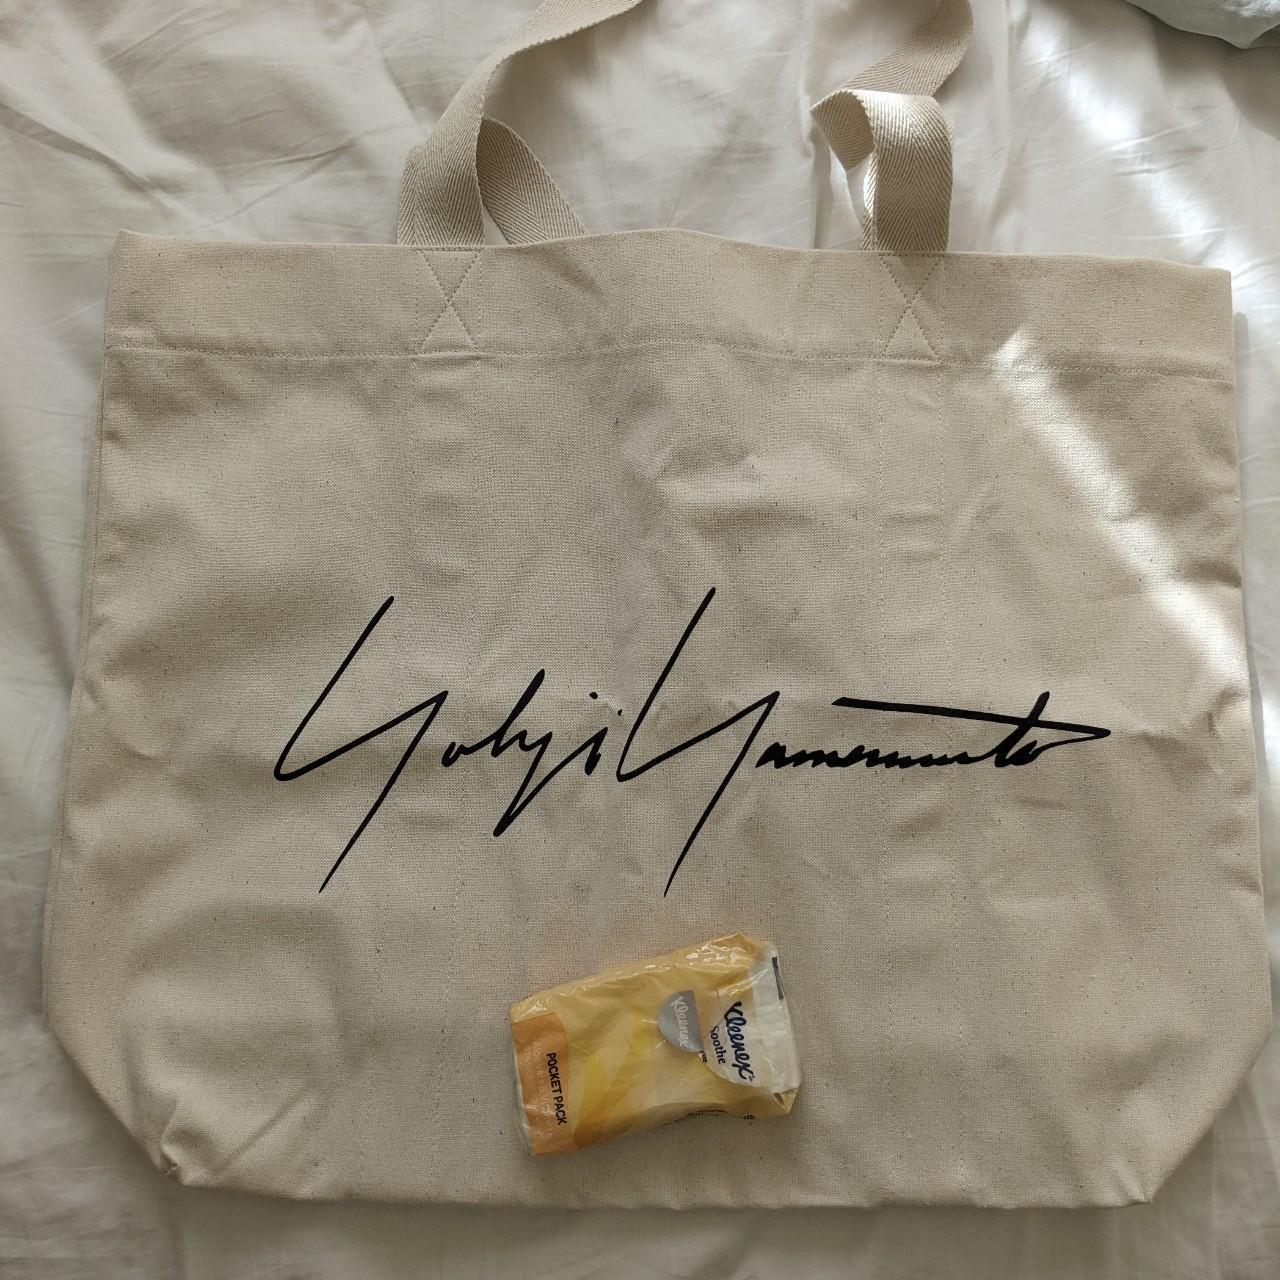 Yohji Yamamoto
Kleenex
Kleenex
Soothe
POCKET PACK